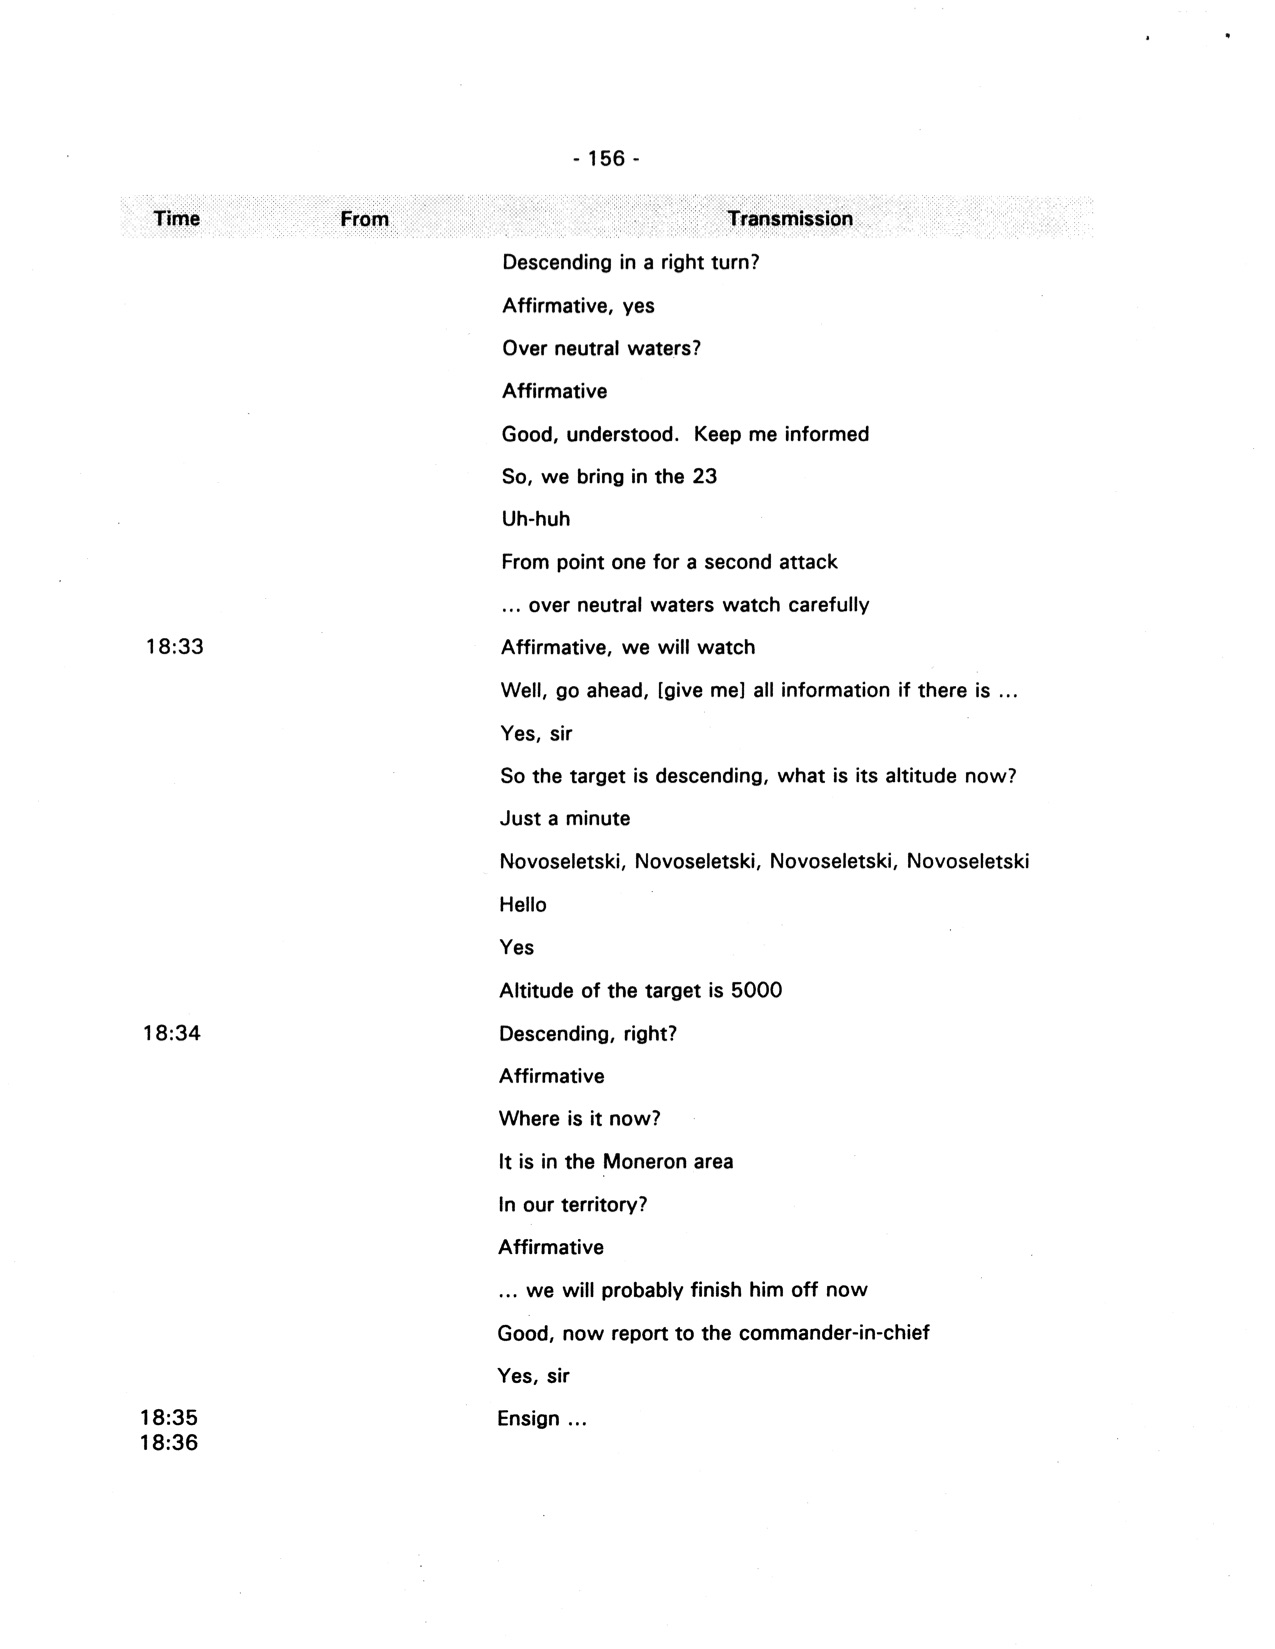 - 156 -
Time From Transmission
Descending in a right turn?
Affirmative, yes
Over neutral waters?
Affirmative
Good, understood. Keep me informed
So, we bring in the 23
Uh-huh
From point one for a second attack
... over neutral waters watch carefully
18:33 Affirmative, we will watch
Well, go ahead, [give me] all information if there is ...
Yes, sir
So the target is descending, what is its altitude now?
Just a minute
Novoseletski, Novoseletski, Novoseletski, Novoseletski
Hello
Yes
Altitude of the target is 5000
18:34 Descending, right?
Affirmative
Where is it now?
It is in the Moneron area
In our territory?
Affirmative
... we will probably finish him off now
Good, now report to the commander-in-chief
Yes, sir
18:35 Ensign ...
18:36